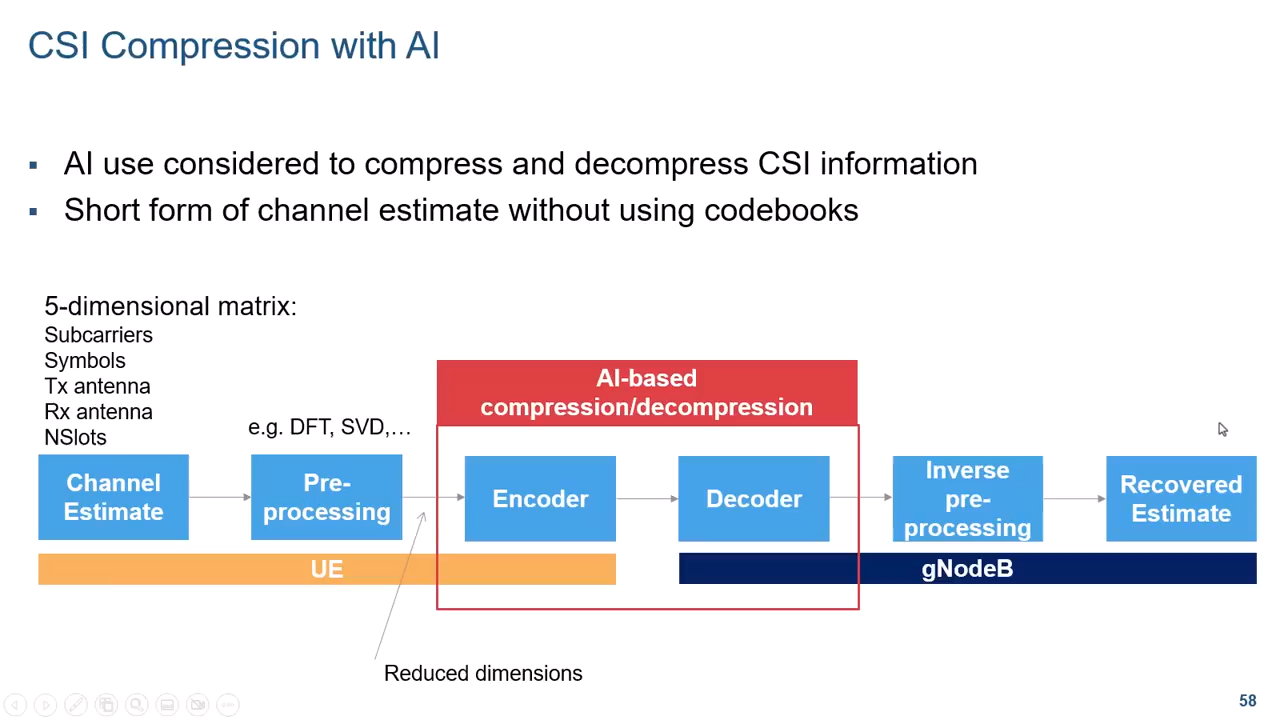 CSI Compression with AI
▪ AI use considered to compress and decompress CSI information
▪ Short form of channel estimate without using codebooks
5-dimensional matrix:
Subcarriers
Symbols
Tx antenna
Rx antenna
NSlots
e.g. DFT, SVD,…
AI-based
compression/decompression
Channel
Estimate
Pre-
processing
Encoder
Decoder
Inverse
pre-
processing
Recovered
Estimate
UE
gNodeB
Reduced dimensions
58